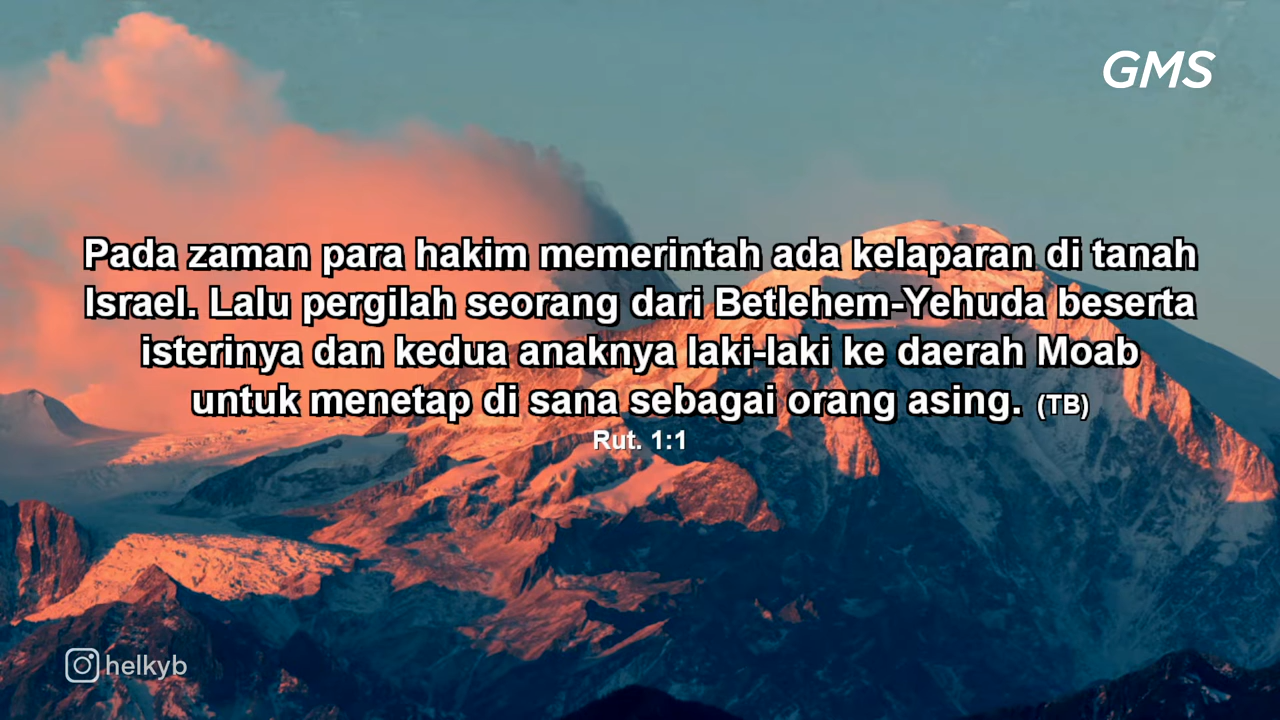 GMS
Pada zaman para hakim memerintah ada kelaparan di tanah
Israel. Lalu pergilah seorang dari Betlehem-Yehuda beserta
isterinya dan kedua anaknya laki-laki ke daerah Moab
untuk menetap di sana sebagai orang asing. (TB)
Rut. 1:1
helkyb